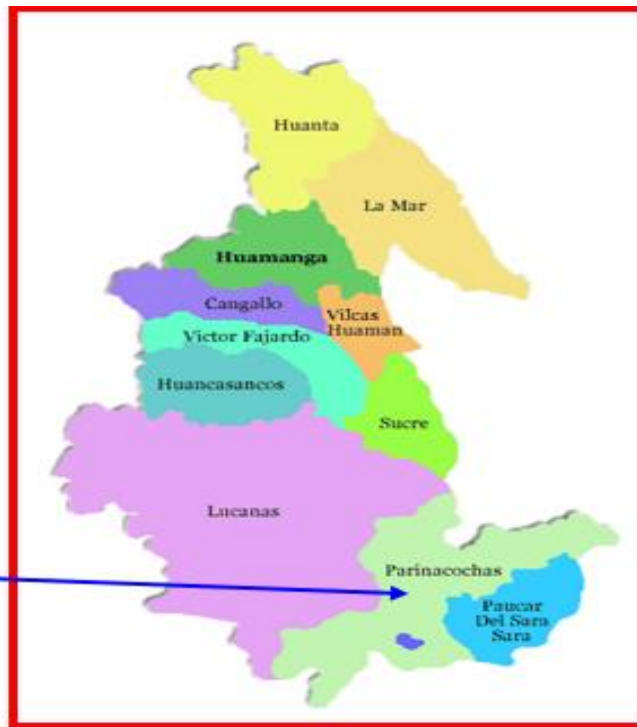 Huanta
La Mar
Huamanga
Cangallo
Vilcas
Huaman
Victor Fajardo
Huancasancos
Sucre
Lucanas
Parinacochas
Paucar
Del Sara
Sara